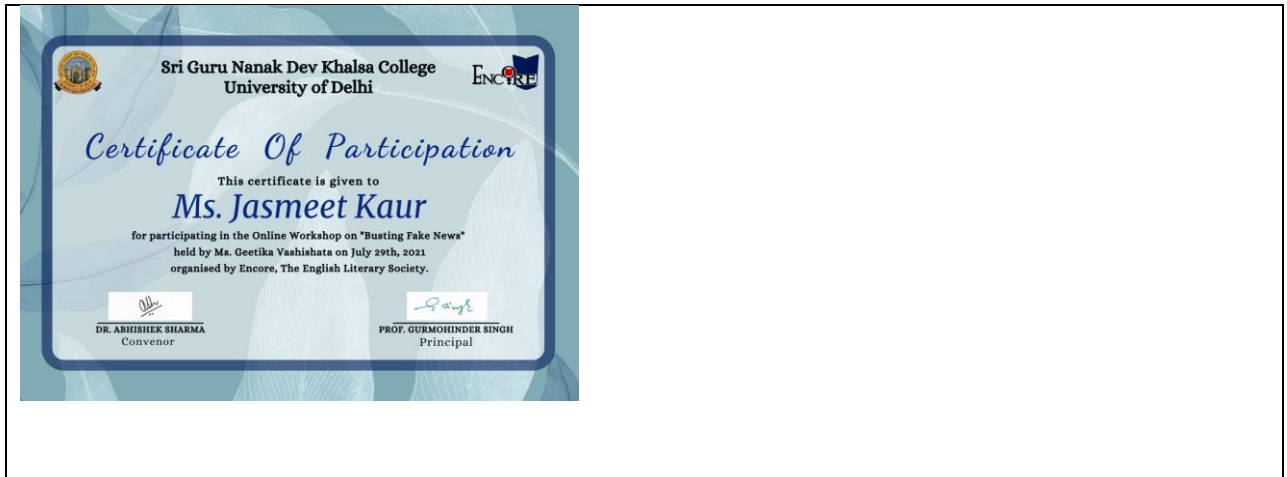 Sri Guru Nanak Dev Khalsa College
University of Delhi
ENCORE
Certificate Of Participation
This certificate is given to
Ms. Jasmeet Kaur
for participating in the Online Workshop on "Busting Fake News"
held by Ms. Geetika Vashishata on July 29th, 2021
organised by Encore, The English Literary Society.
DR. ABHISHEK SHARMA
Convenor
PROF. GURMOHINDER SINGH
Principal